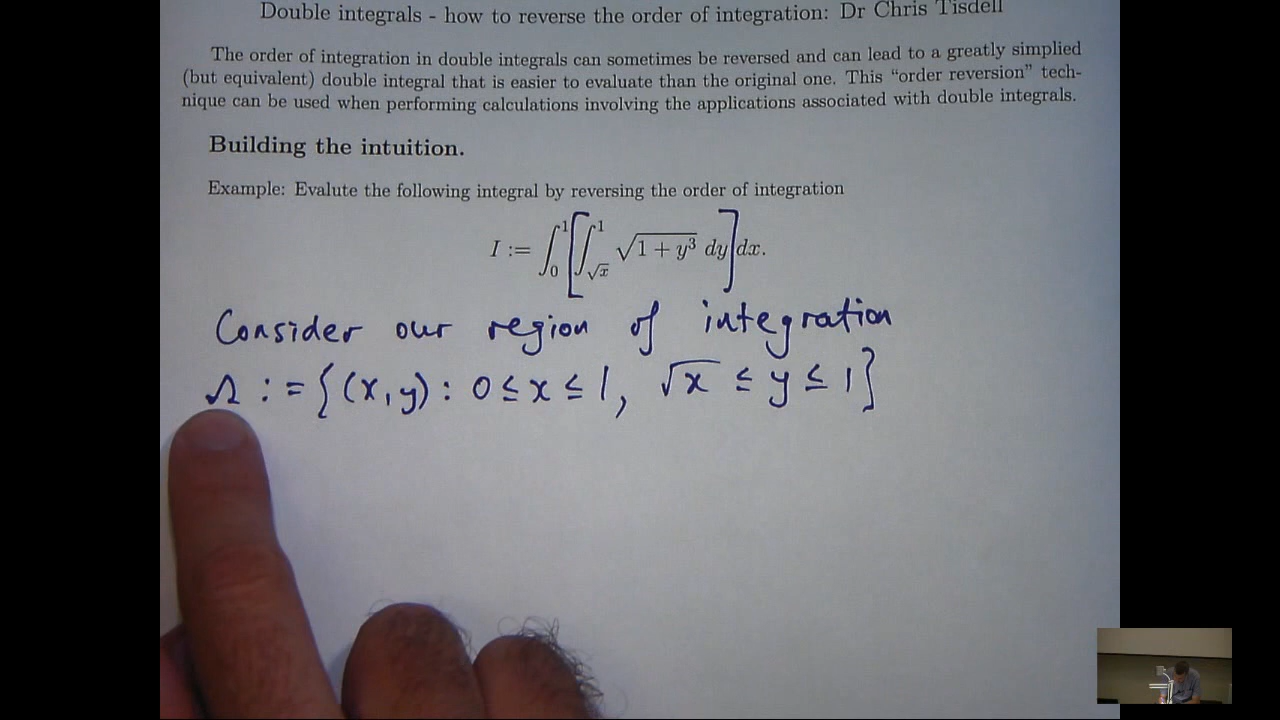 Double integrals - how to reverse the order of integration: Dr Chris Tisdell
The order of integration in double integrals can sometimes be reversed and can lead to a greatly simplied
(but equivalent) double integral that is easier to evaluate than the original one. This “order reversion” tech-
nique can be used when performing calculations involving the applications associated with double integrals.
Building the intuition.
Example: Evalute the following integral by reversing the order of integration
I := ∫₀¹ [∫_{√x}¹ √(1 + y³) dy] dx.
Consider our region of integration
Ω := {(x,y) : 0 ≤ x ≤ 1, √x ≤ y ≤ 1}